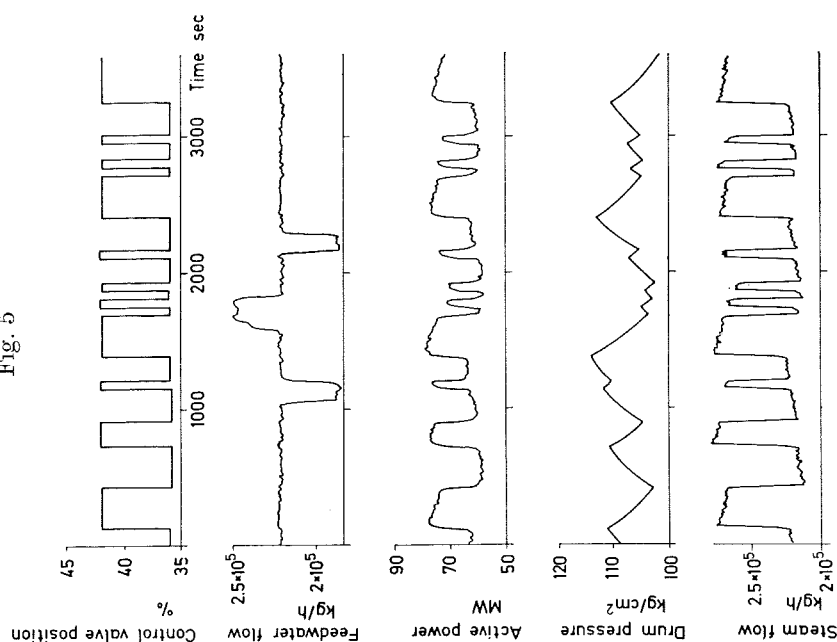 Fig. 5
Control valve position
%
45
40
35
1000
2000
3000
Time sec
Feedwater flow
kg/h
2.5×10⁵
2×10⁵
Active power
MW
90
70
50
Drum pressure
kg/cm²
120
110
100
Steam flow
kg/h
2.5×10⁵
2×10⁵